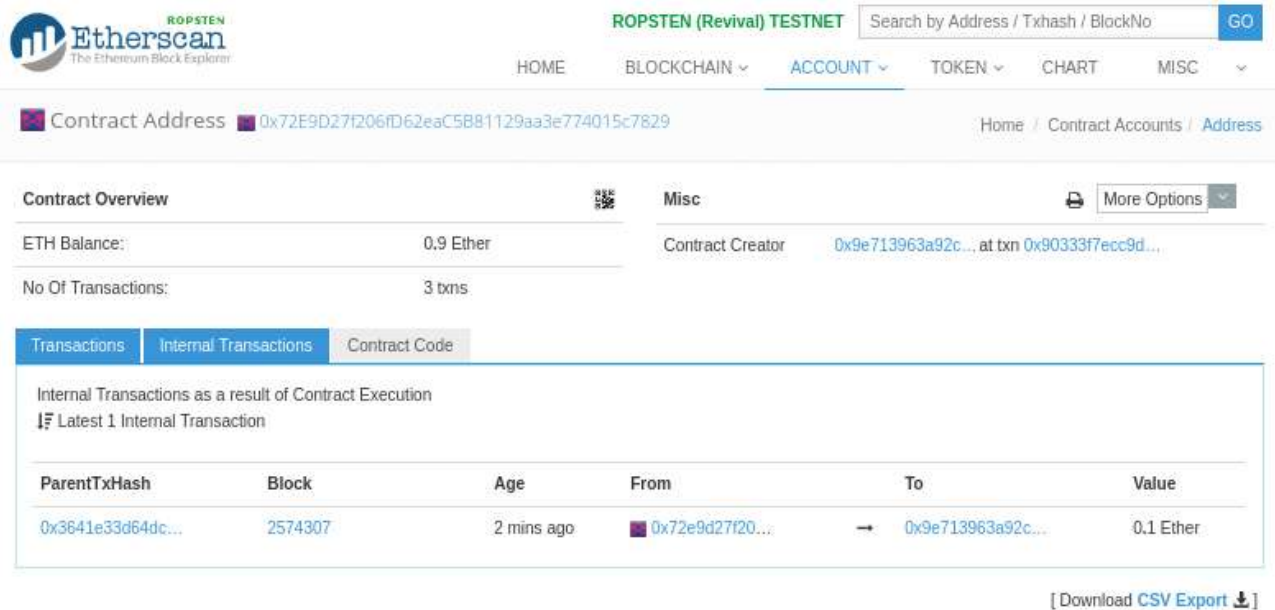 ROPSTEN
Etherscan
The Ethereum Block Explorer
ROPSTEN (Revival) TESTNET Search by Address / Txhash / BlockNo GO
HOME BLOCKCHAIN ACCOUNT TOKEN CHART MISC
Contract Address 0x72E9D27f206fD62eaC5B81129aa3e774015c7829
Home / Contract Accounts / Address
Contract Overview
ETH Balance: 0.9 Ether
No Of Transactions: 3 txns
Misc More Options
Contract Creator 0x9e713963a92c... at txn 0x90333f7ecc9d...
Transactions Internal Transactions Contract Code
Internal Transactions as a result of Contract Execution
Latest 1 Internal Transaction
ParentTxHash Block Age From To Value
0x3641e33d64dc... 2574307 2 mins ago 0x72e9d27f20... → 0x9e713963a92c... 0.1 Ether
[ Download CSV Export ]